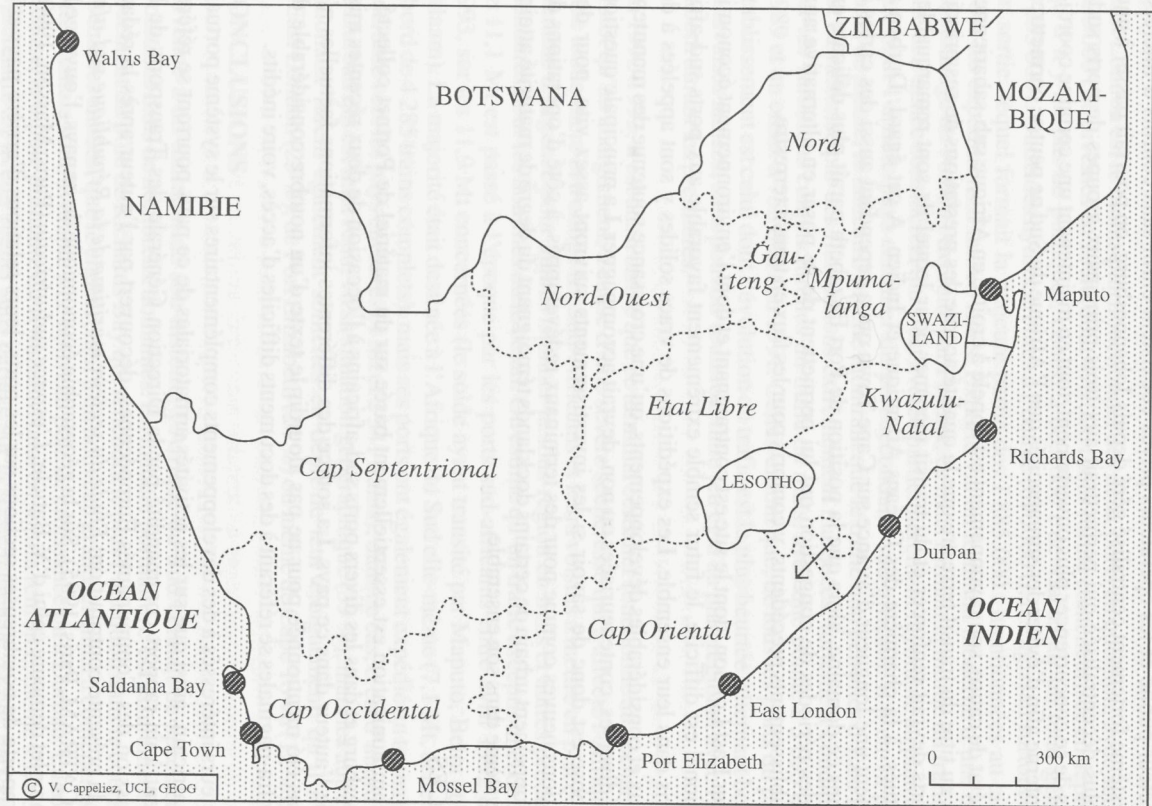 ZIMBABWE
Walvis Bay
BOTSWANA
MOZAM-
BIQUE
Nord
NAMIBIE
Gau-
teng
Mpuma-
langa
Nord-Ouest
Maputo
SWAZI-
LAND
Etat Libre
Kwazulu-
Natal
Cap Septentrional
Richards Bay
LESOTHO
Durban
OCEAN
ATLANTIQUE
OCEAN
INDIEN
Cap Oriental
Saldanha Bay
Cap Occidental
East London
Cape Town
Port Elizabeth
Mossel Bay
0 300 km
© V. Cappeliez, UCL, GEOG